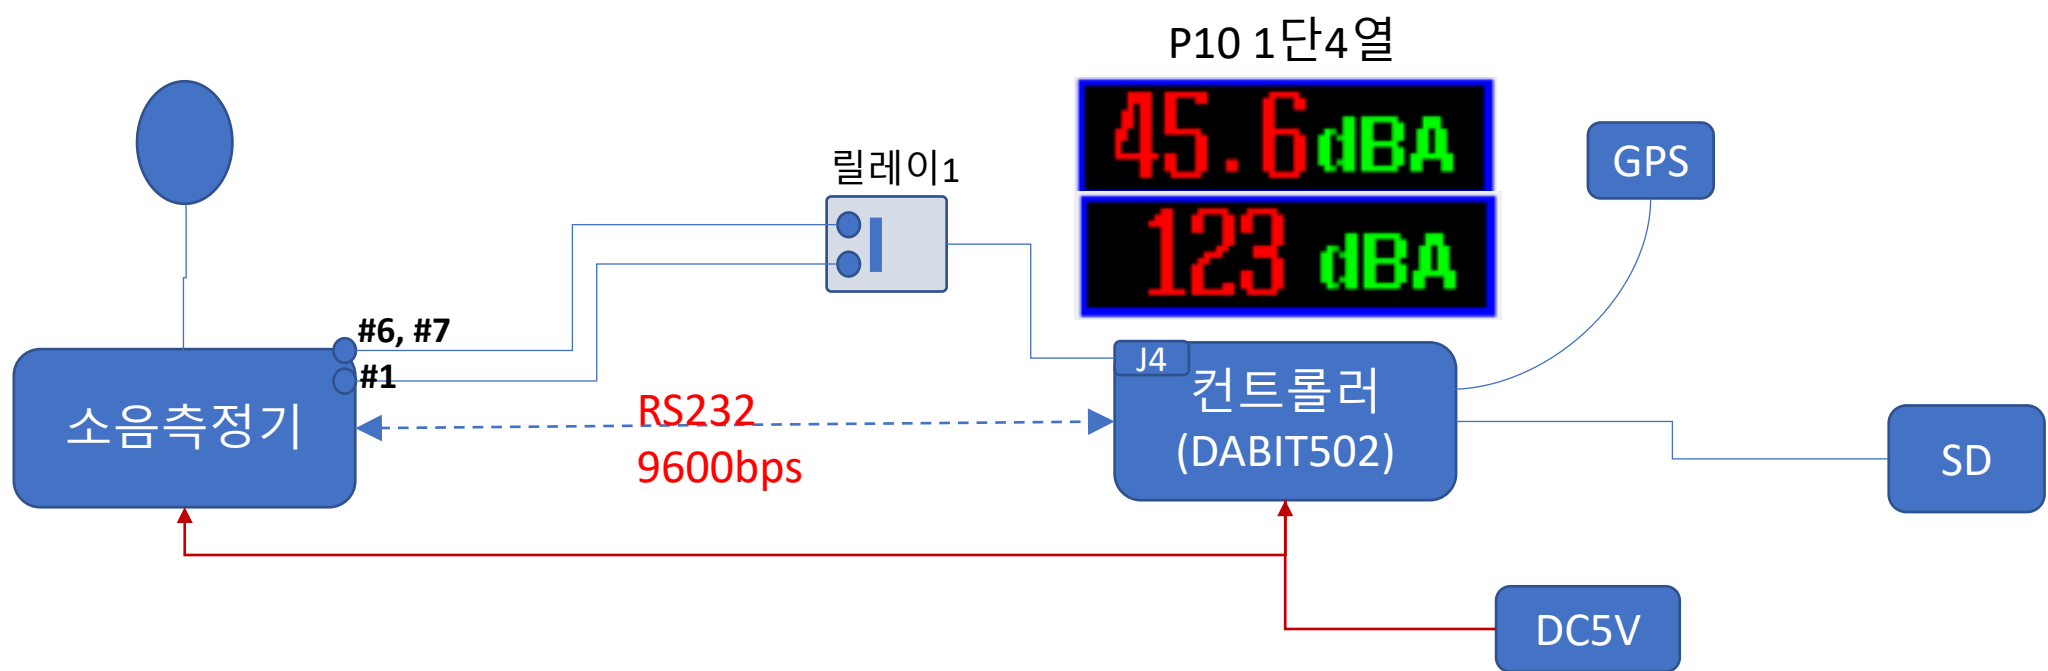 P10 1단4열
45.6dBA
123 dBA
GPS
릴레이1
#6, #7
#1
J4
소음측정기
RS232
9600bps
컨트롤러
(DABIT502)
SD
DC5V